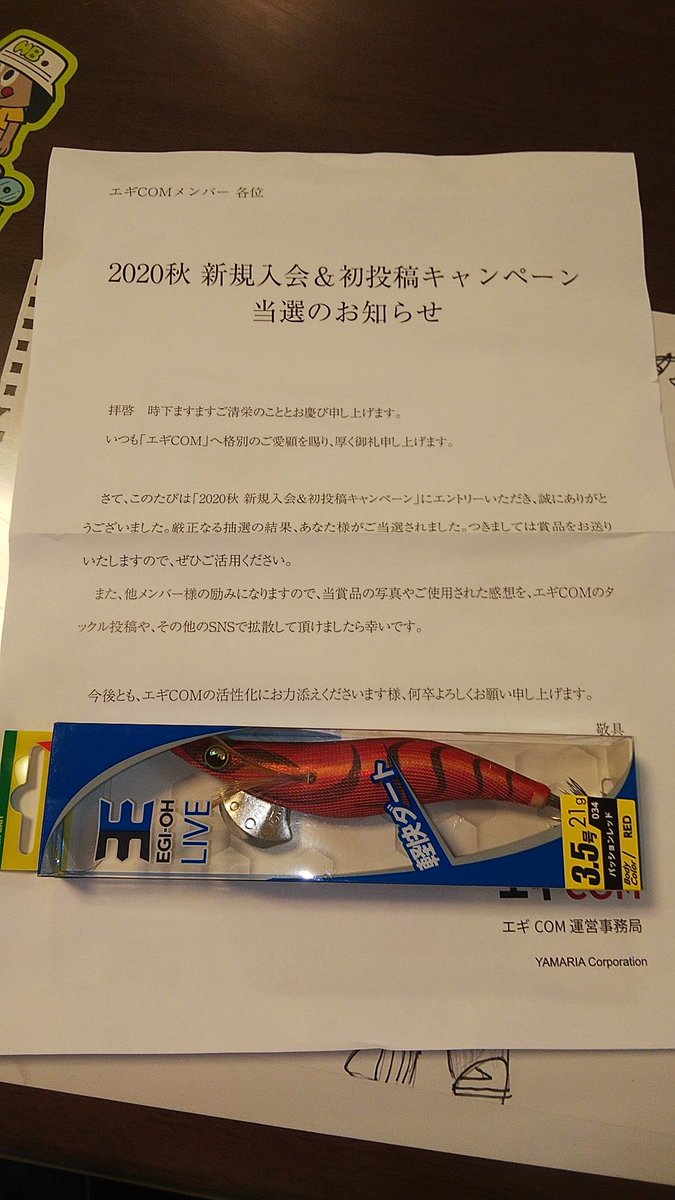 エギCOMメンバー 各位
2020秋 新規入会&初投稿キャンペーン
当選のお知らせ
拝啓　時下ますますご清栄のこととお慶び申し上げます。
いつも「エギCOM」へ格別のご愛顧を賜り、厚く御礼申し上げます。
さて、このたびは「2020秋 新規入会&初投稿キャンペーン」にエントリーいただき、誠にありがと
うございました。厳正なる抽選の結果、あなた様がご当選されました。つきましては賞品をお送り
いたしますので、ぜひご活用ください。
また、他メンバー様の励みになりますので、当賞品の写真やご使用された感想を、エギCOMのタ
ックル投稿や、その他のSNSで拡散して頂けましたら幸いです。
今後とも、エギCOMの活性化にお力添えくださいます様、何卒よろしくお願い申し上げます。
敬具
EGI-OH
LIVE
軽快ダート
3.5号 21g
034
パッションレッド
Body Color/
RED
エギ COM 運営事務局
YAMARIA Corporation